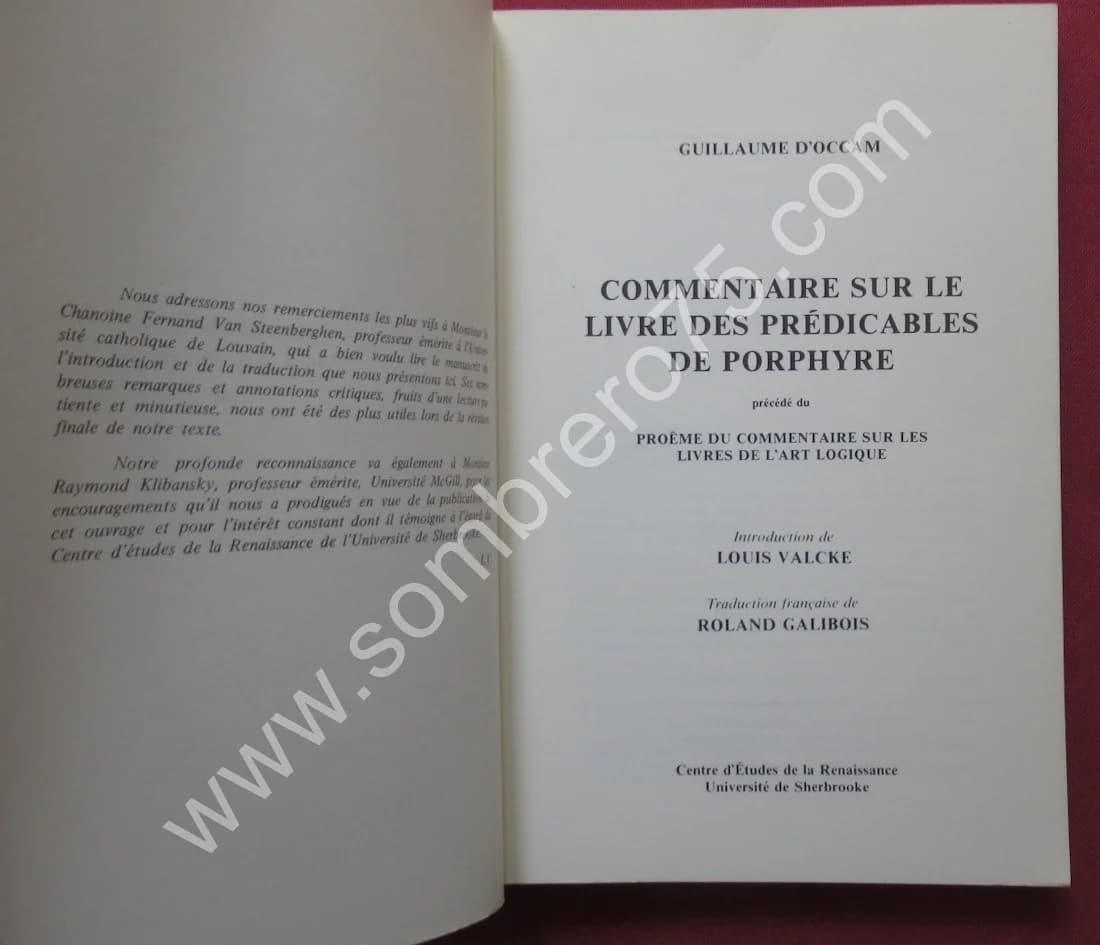 Nous adressons nos remerciements les plus vifs à Monsieur le
Chanoine Fernand Van Steenberghen, professeur émérite à l'Univer-
sité catholique de Louvain, qui a bien voulu lire le manuscrit de
l'introduction et de la traduction que nous présentons ici. Ses nom-
breuses remarques et annotations critiques, fruits d'une lecture pa-
tiente et minutieuse, nous ont été des plus utiles lors de la révision
finale de notre texte.
Notre profonde reconnaissance va également à Monsieur
Raymond Klibansky, professeur émérite, Université McGill, pour les
encouragements qu'il nous a prodigués en vue de la publication de
cet ouvrage et pour l'intérêt constant dont il témoigne à l'égard du
Centre d'études de la Renaissance de l'Université de Sherbrooke.
GUILLAUME D'OCCAM
COMMENTAIRE SUR LE
LIVRE DES PRÉDICABLES
DE PORPHYRE
précédé du
PROÊME DU COMMENTAIRE SUR LES
LIVRES DE L'ART LOGIQUE
Introduction de
LOUIS VALCKE
Traduction française de
ROLAND GALIBOIS
Centre d'Études de la Renaissance
Université de Sherbrooke
www.sombrero75.com